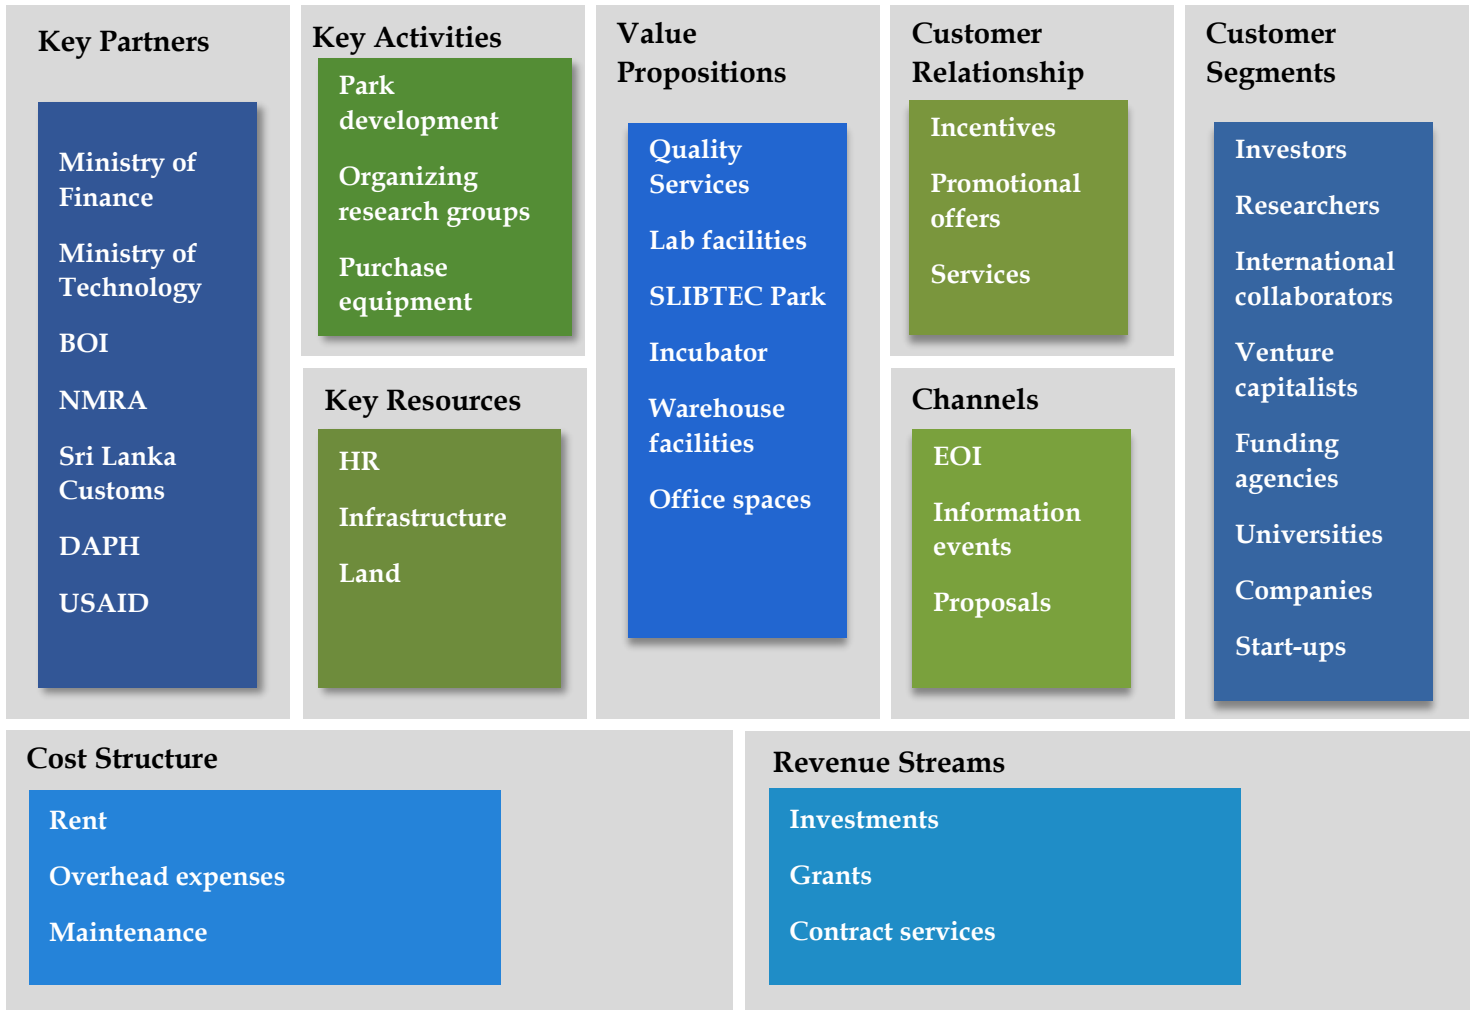 Key Partners
Ministry of
Finance
Ministry of
Technology
BOI
NMRA
Sri Lanka
Customs
DAPH
USAID
Key Activities
Park
development
Organizing
research groups
Purchase
equipment
Key Resources
HR
Infrastructure
Land
Value
Propositions
Quality
Services
Lab facilities
SLIBTEC Park
Incubator
Warehouse
facilities
Office spaces
Customer
Relationship
Incentives
Promotional
offers
Services
Channels
EOI
Information
events
Proposals
Customer
Segments
Investors
Researchers
International
collaborators
Venture
capitalists
Funding
agencies
Universities
Companies
Start-ups
Cost Structure
Rent
Overhead expenses
Maintenance
Revenue Streams
Investments
Grants
Contract services